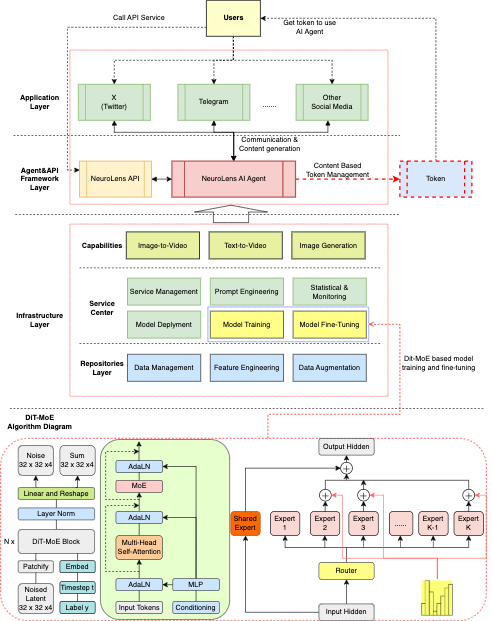 Call API Service
Users
Get token to use
AI Agent
Application
Layer
X
(Twitter)
Telegram
.......
Other
Social Media
Communication &
Content generation
Agent&API
Framework
Layer
NeuroLens API
NeuroLens AI Agent
Content Based
Token Management
Token
Capabilities
Image-to-Video
Text-to-Video
Image Generation
Infrastructure
Layer
Service
Center
Service Management
Prompt Engineering
Statistical &
Monitoring
Model Deplyment
Model Training
Model Fine-Tuning
Dit-MoE based model
training and fine-tuning
Repositories
Layer
Data Management
Feature Engineering
Data Augmentation
DiT-MoE
Algorithm Diagram
Noise
32 x 32 x4
Sum
32 x 32 x4
Linear and Reshape
Layer Norm
N x
DiT-MoE Block
Patchify
Embed
Noised
Latent
32 x 32 x4
Timestep t
Label y
AdaLN
MoE
AdaLN
Multi-Head
Self-Attention
AdaLN
MLP
Input Tokens
Conditioning
Output Hidden
Shared
Expert
Expert
1
Expert
2
Expert
3
......
Expert
K-1
Expert
K
Router
Input Hidden